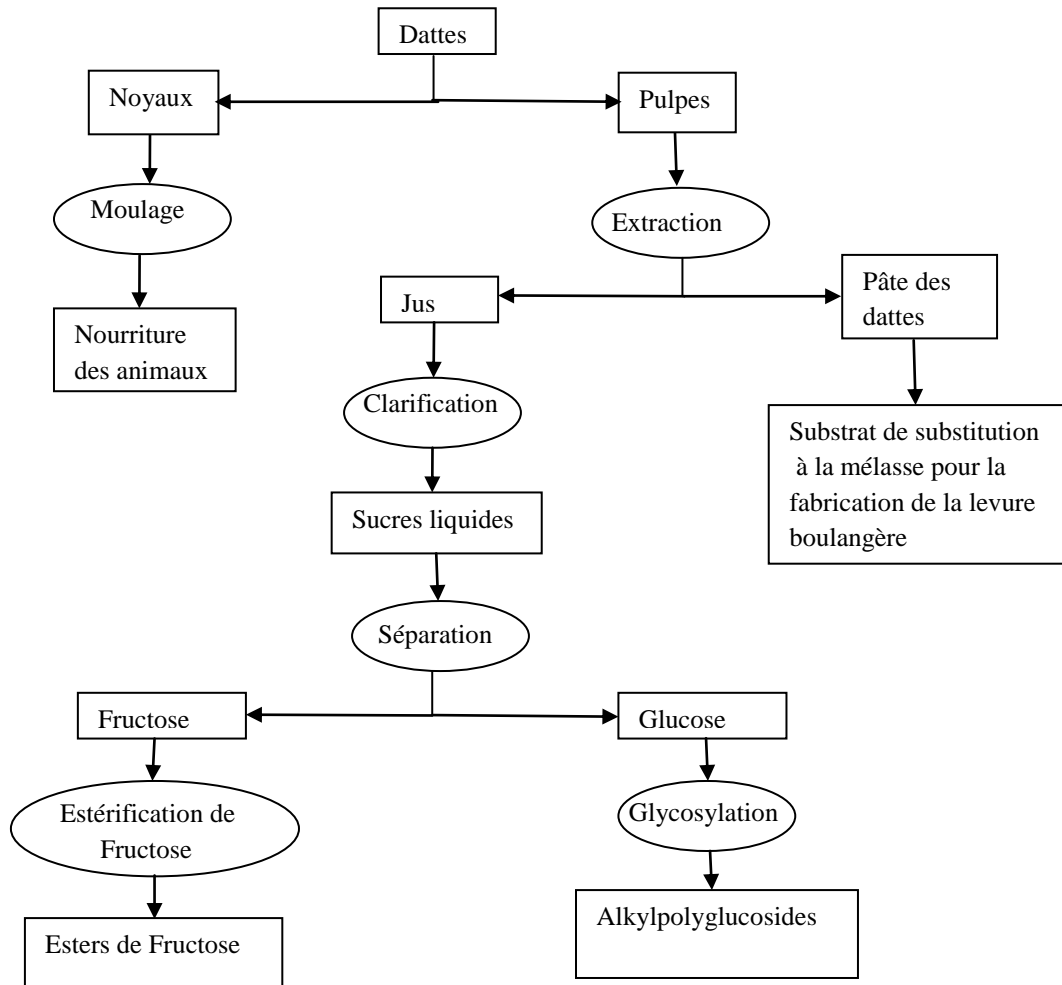 Dattes
Noyaux
Pulpes
Moulage
Extraction
Nourriture
des animaux
Jus
Pâte des
dattes
Clarification
Substrat de substitution
à la mélasse pour la
fabrication de la levure
boulangère
Sucres liquides
Séparation
Fructose
Glucose
Estérification de
Fructose
Glycosylation
Esters de Fructose
Alkylpolyglucosides